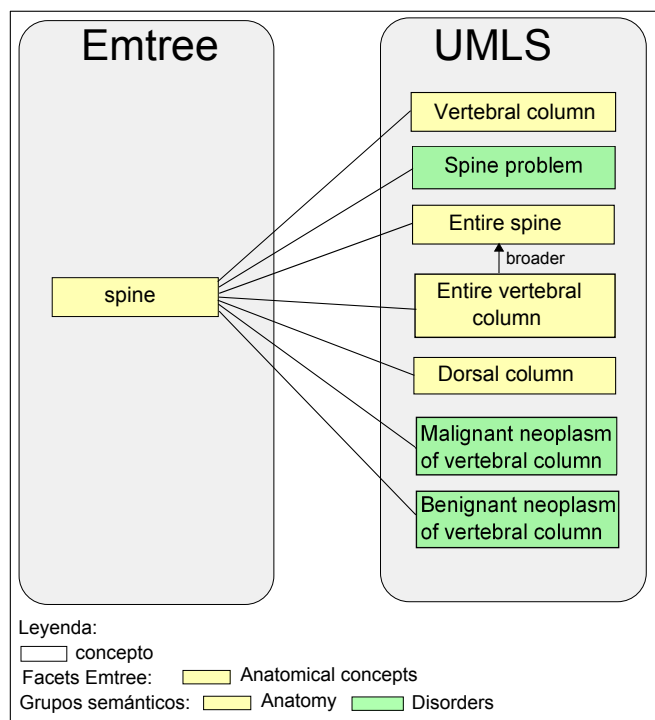 Emtree
UMLS
Vertebral column
Spine problem
Entire spine
broader
spine
Entire vertebral
column
Dorsal column
Malignant neoplasm
of vertebral column
Benignant neoplasm
of vertebral column
Leyenda:
concepto
Facets Emtree: Anatomical concepts
Grupos semánticos: Anatomy Disorders